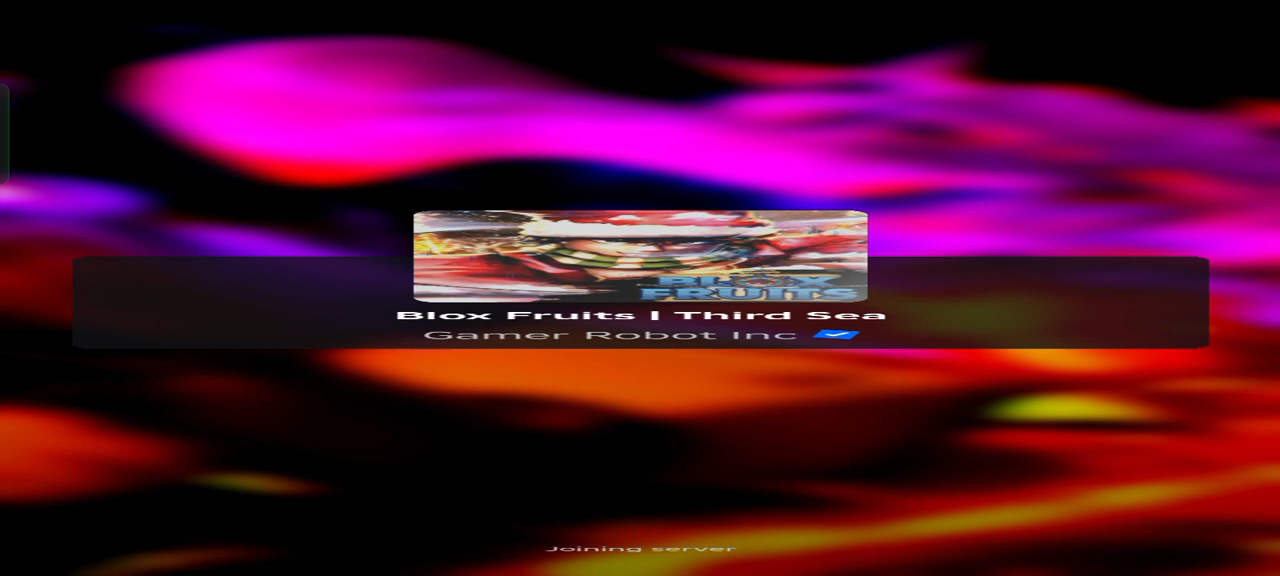 BLOX
FRUITS
Blox Fruits | Third Sea
Gamer Robot Inc
Joining server